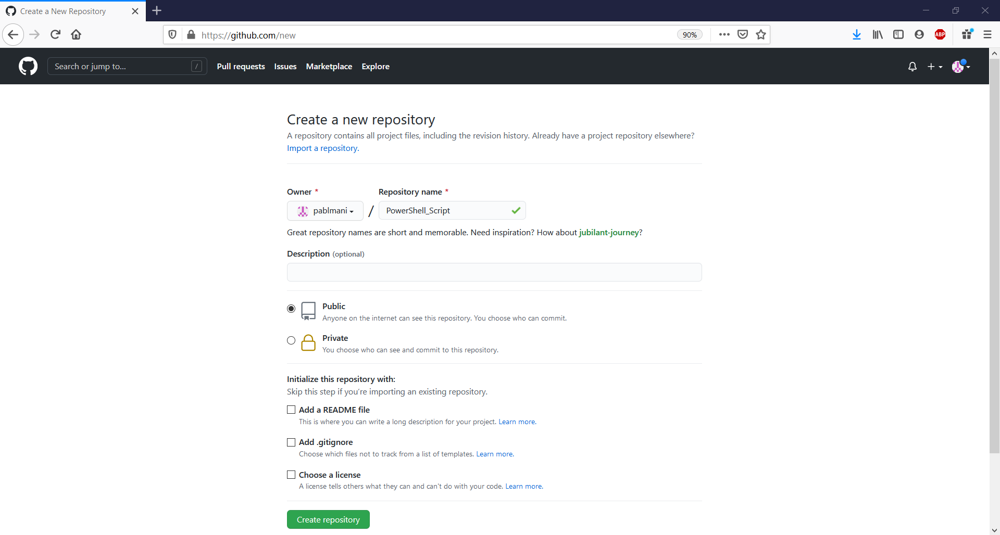 Create a New Repository
https://github.com/new
90%
ABP
Search or jump to...
/
Pull requests
Issues
Marketplace
Explore
Create a new repository
A repository contains all project files, including the revision history. Already have a project repository elsewhere?
Import a repository.
Owner *
Repository name *
pablmani
/
PowerShell_Script
Great repository names are short and memorable. Need inspiration? How about jubilant-journey?
Description (optional)
Public
Anyone on the internet can see this repository. You choose who can commit.
Private
You choose who can see and commit to this repository.
Initialize this repository with:
Skip this step if you’re importing an existing repository.
Add a README file
This is where you can write a long description for your project. Learn more.
Add .gitignore
Choose which files not to track from a list of templates. Learn more.
Choose a license
A license tells others what they can and can't do with your code. Learn more.
Create repository